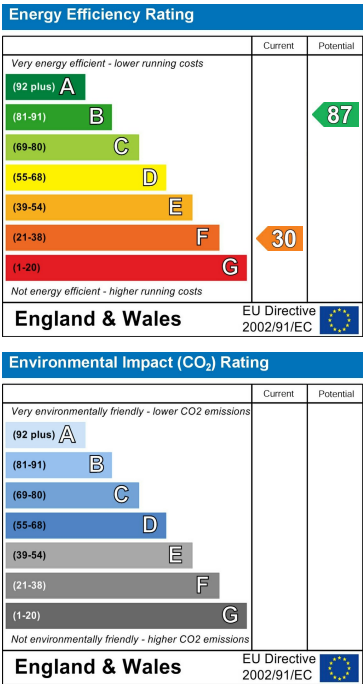 Energy Efficiency Rating
Current Potential
Very energy efficient - lower running costs
(92 plus) A
(81-91) B
87
(69-80) C
(55-68) D
(39-54) E
(21-38) F
30
(1-20) G
Not energy efficient - higher running costs
England & Wales
EU Directive
2002/91/EC
Environmental Impact (CO₂) Rating
Current Potential
Very environmentally friendly - lower CO2 emissions
(92 plus) A
(81-91) B
(69-80) C
(55-68) D
(39-54) E
(21-38) F
(1-20) G
Not environmentally friendly - higher CO2 emissions
England & Wales
EU Directive
2002/91/EC